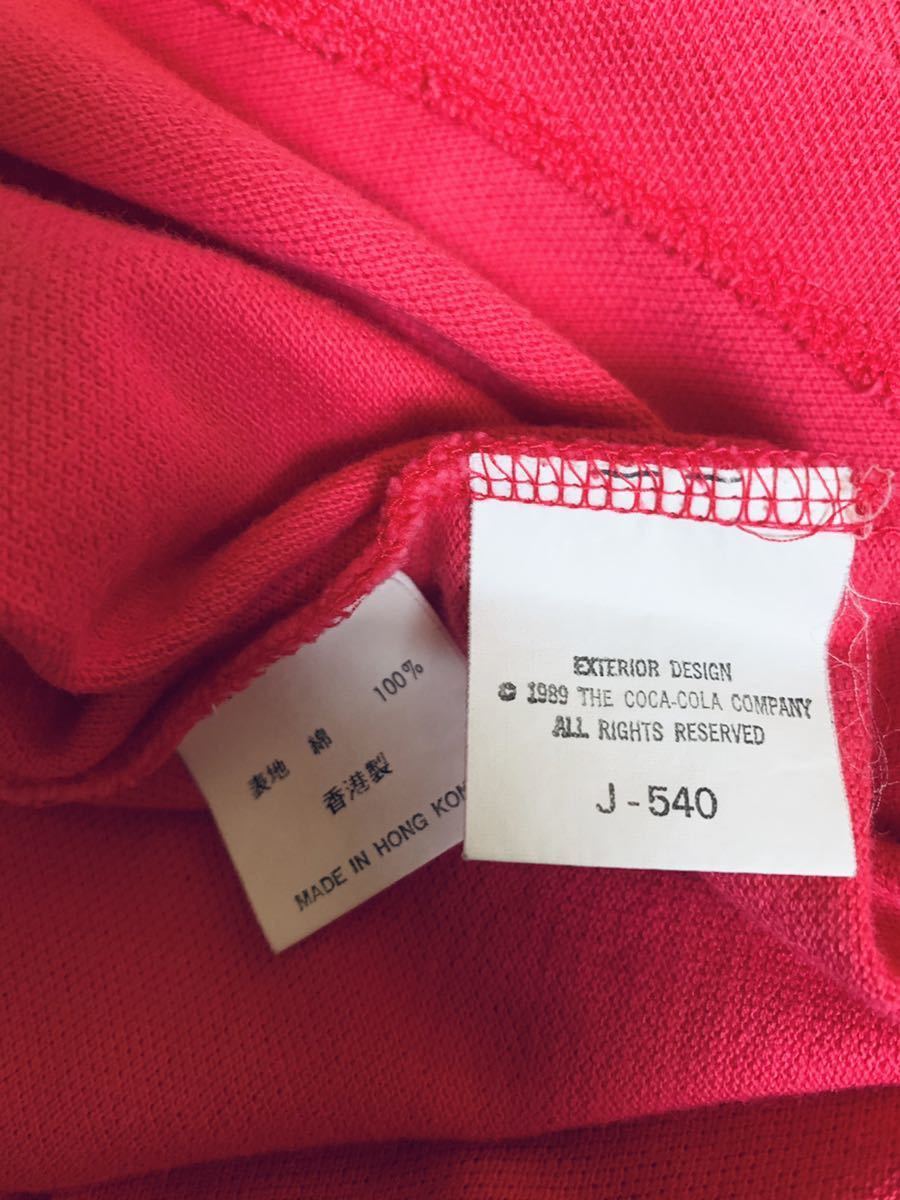 表地 綿 100%
香港製
MADE IN HONG
EXTERIOR DESIGN
© 1989 THE COCA-COLA COMPANY
ALL RIGHTS RESERVED
J-540